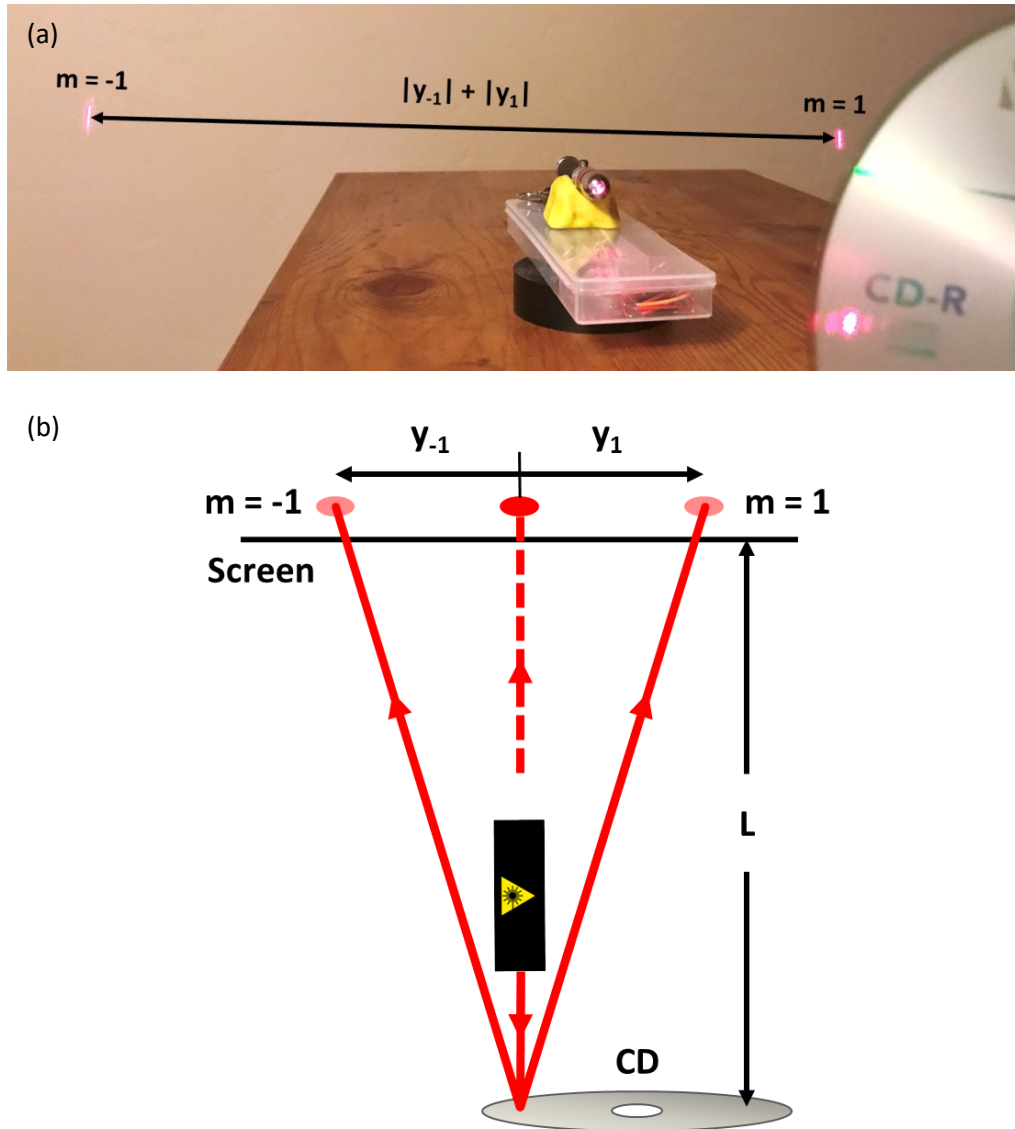 (a)
m = -1
|y-1| + |y1|
m = 1
CD-R
(b)
y-1
y1
m = -1
m = 1
Screen
L
CD